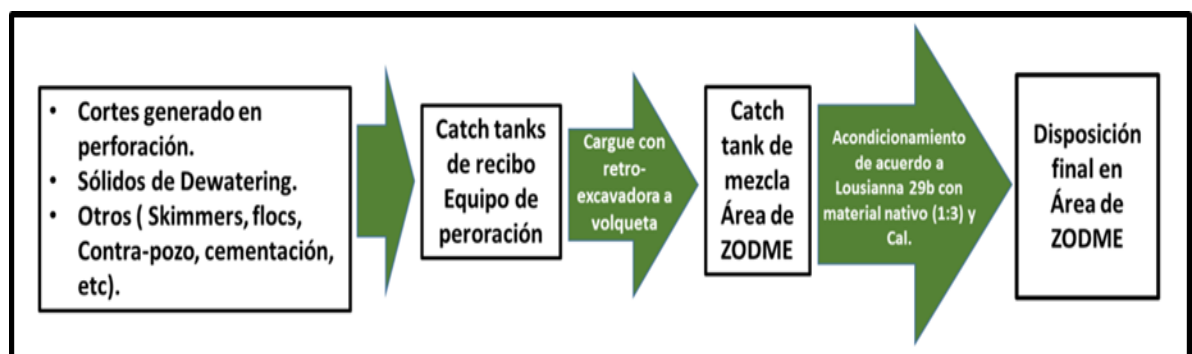 • Cortes generado en
perforación.
• Sólidos de Dewatering.
• Otros ( Skimmers, flocs,
Contra-pozo, cementación,
etc).
Catch tanks
de recibo
Equipo de
peroración
Cargue con
retro-
excavadora a
volqueta
Catch
tank de
mezcla
Área de
ZODME
Acondicionamiento
de acuerdo a
Lousianna 29b con
material nativo (1:3) y
Cal.
Disposición
final en
Área de
ZODME